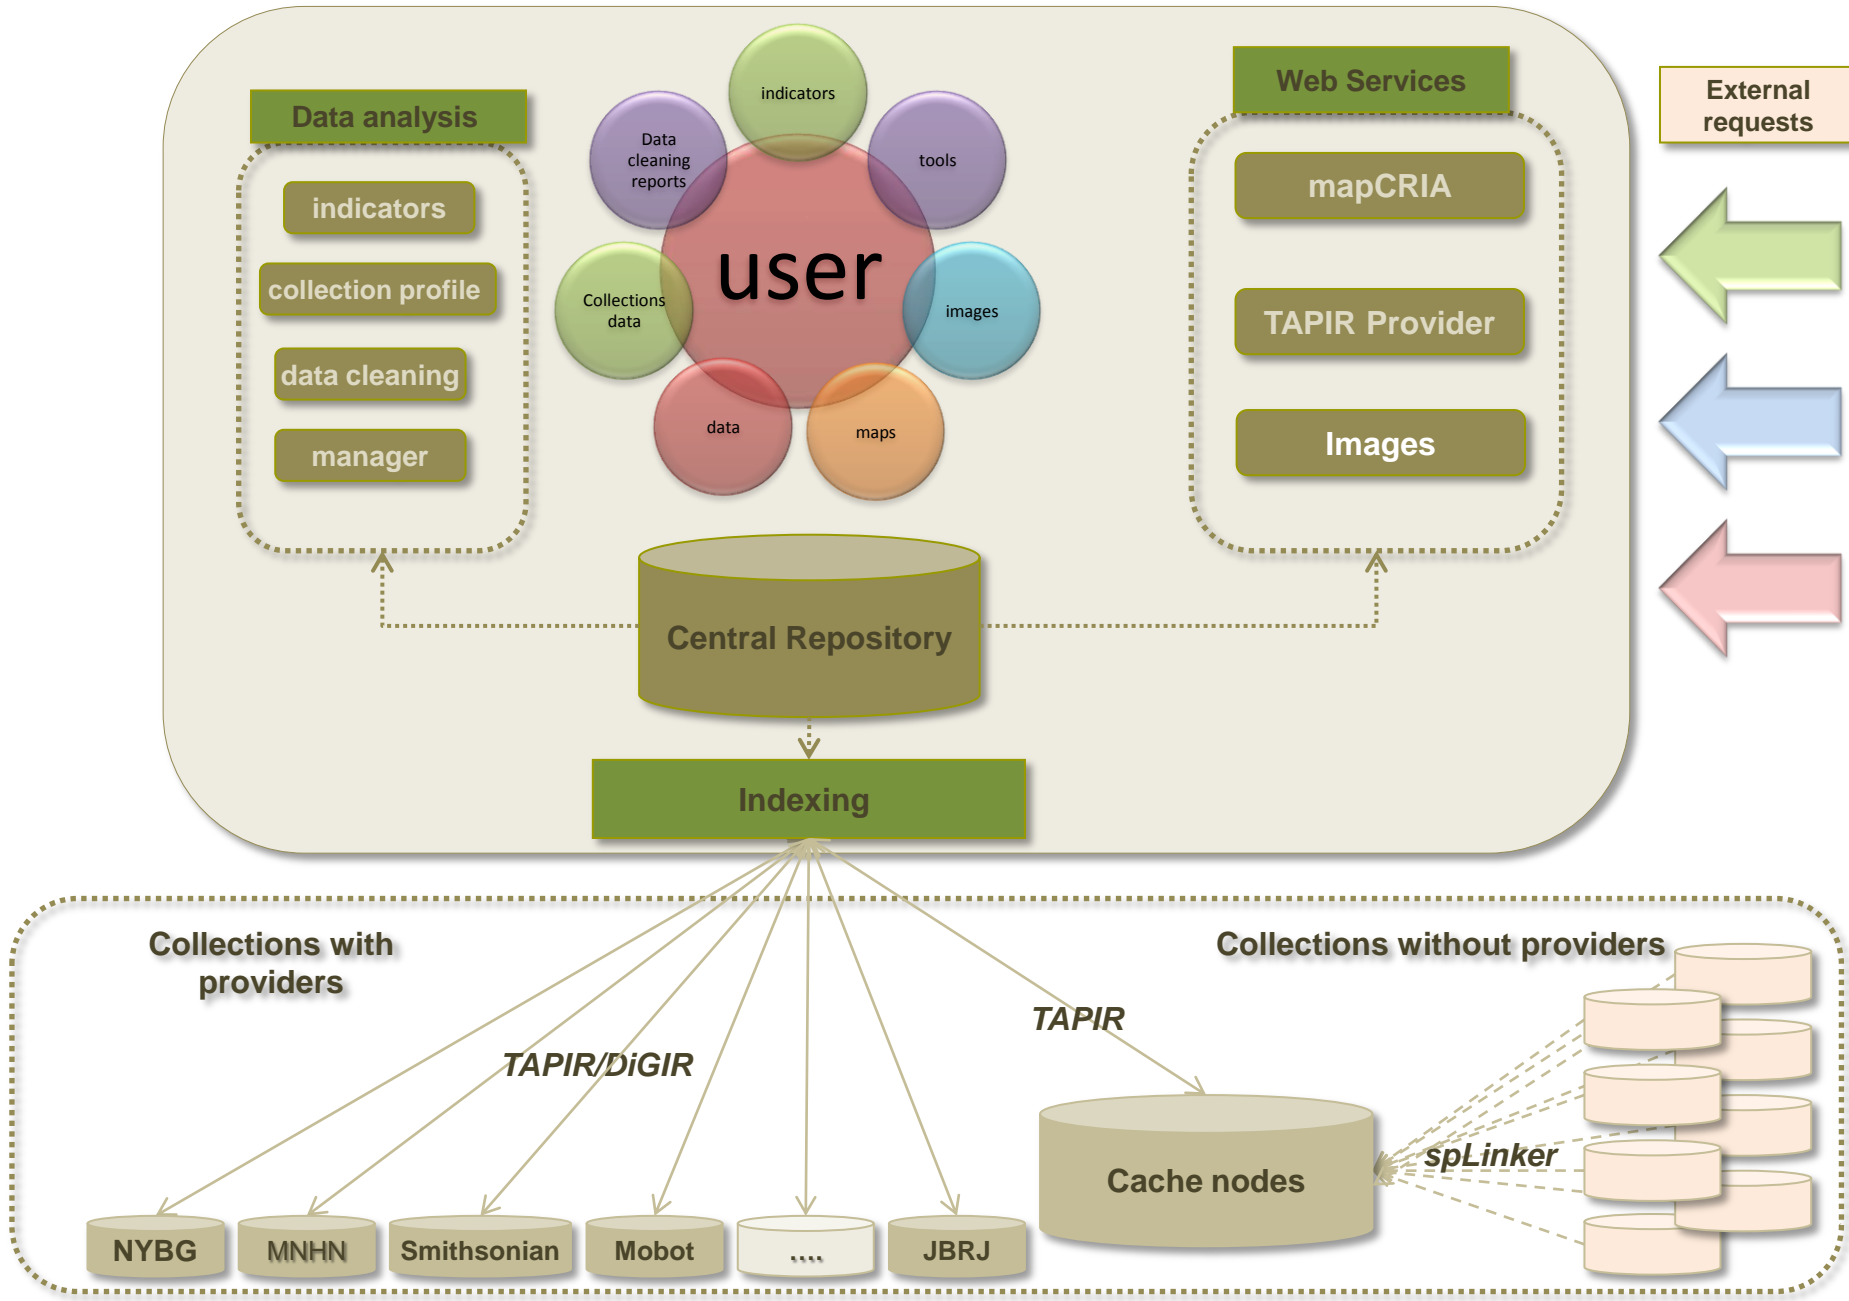 Data analysis
indicators
collection profile
data cleaning
manager
indicators
Data
cleaning
reports
tools
user
Collections
data
images
data
maps
Web Services
mapCRIA
TAPIR Provider
Images
External
requests
Central Repository
Indexing
Collections with
providers
Collections without providers
TAPIR
TAPIR/DiGIR
spLinker
Cache nodes
NYBG
MNHN
Smithsonian
Mobot
....
JBRJ